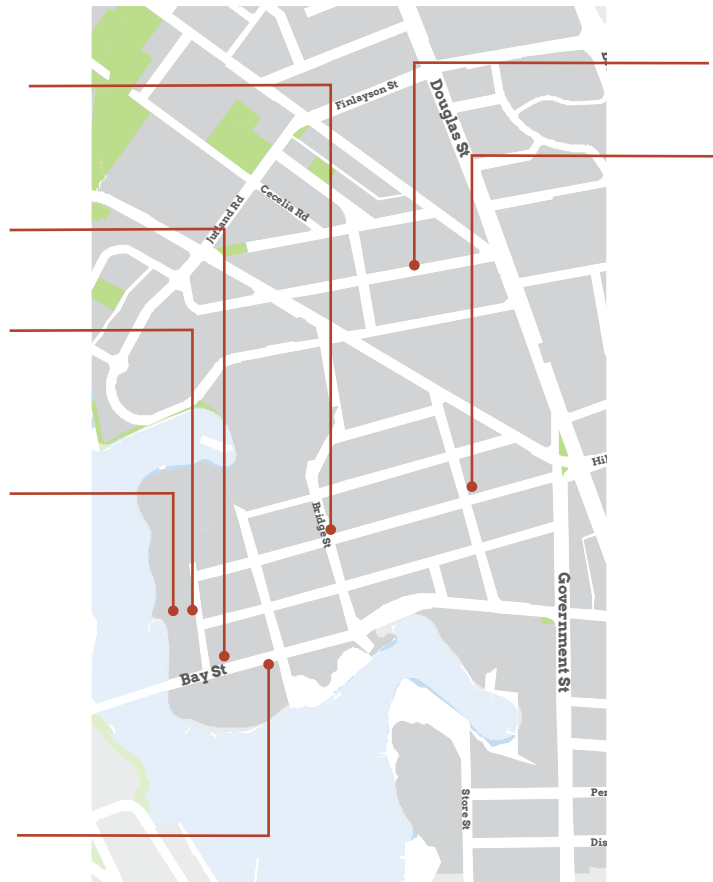 Finlayson St
Douglas St
Cecelia Rd
Jutland Rd
Hil
Bridge St
Government St
Bay St
Store St
Per
Dis